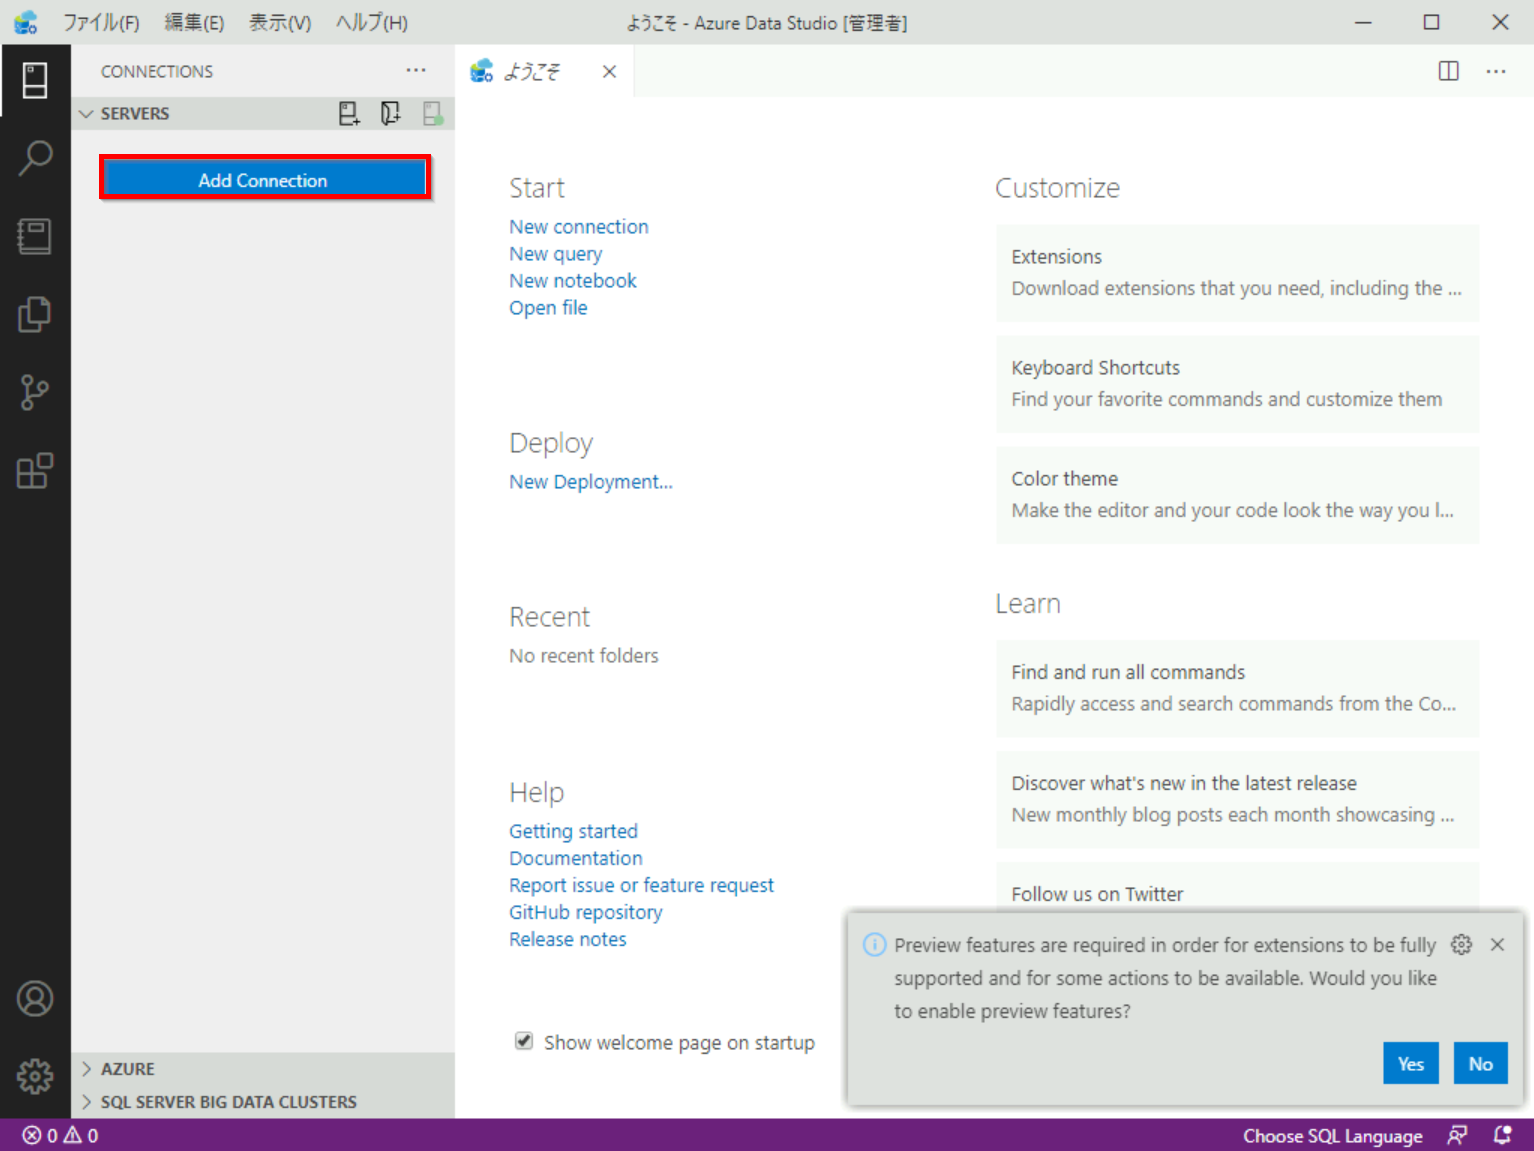 ファイル(F) 編集(E) 表示(V) ヘルプ(H)
ようこそ - Azure Data Studio [管理者]
CONNECTIONS
SERVERS
Add Connection
ようこそ
Start
New connection
New query
New notebook
Open file
Deploy
New Deployment...
Recent
No recent folders
Help
Getting started
Documentation
Report issue or feature request
GitHub repository
Release notes
Show welcome page on startup
Customize
Extensions
Download extensions that you need, including the ...
Keyboard Shortcuts
Find your favorite commands and customize them
Color theme
Make the editor and your code look the way you l...
Learn
Find and run all commands
Rapidly access and search commands from the Co...
Discover what's new in the latest release
New monthly blog posts each month showcasing ...
Follow us on Twitter
Preview features are required in order for extensions to be fully
supported and for some actions to be available. Would you like
to enable preview features?
Yes No
AZURE
SQL SERVER BIG DATA CLUSTERS
0 0
Choose SQL Language